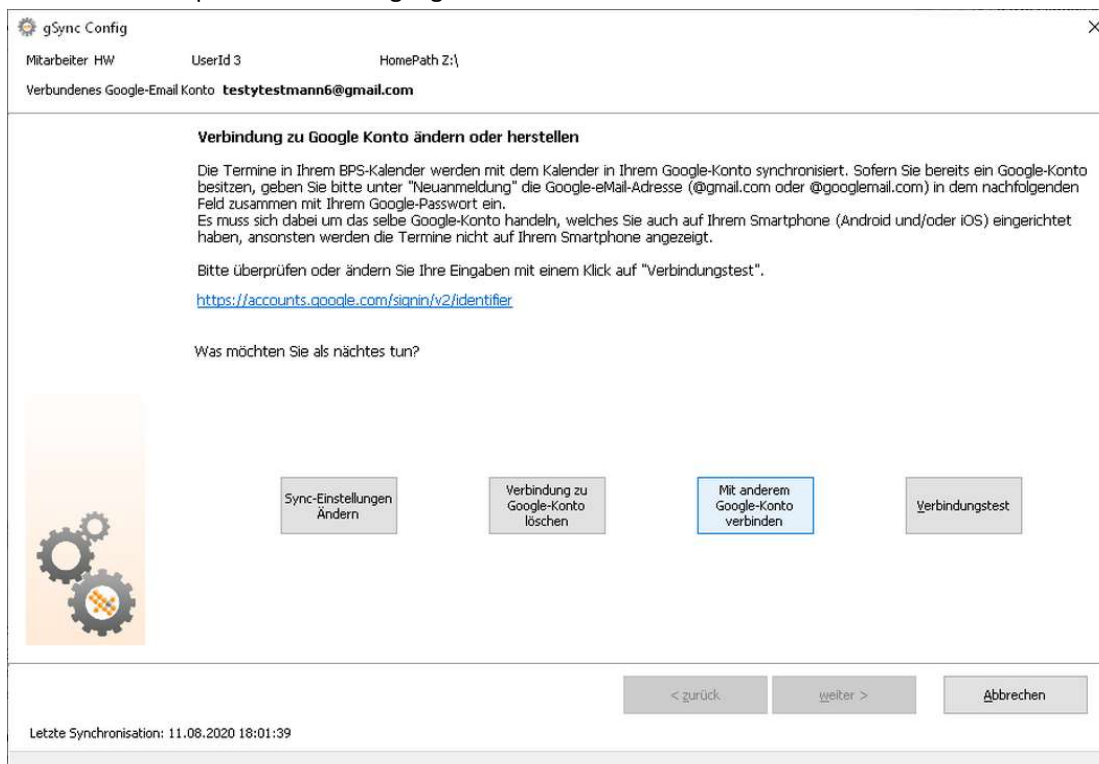 gSync Config
Mitarbeiter HW UserId 3 HomePath Z:\
Verbundenes Google-Email Konto testytestmann6@gmail.com
Verbindung zu Google Konto ändern oder herstellen
Die Termine in Ihrem BPS-Kalender werden mit dem Kalender in Ihrem Google-Konto synchronisiert. Sofern Sie bereits ein Google-Konto
besitzen, geben Sie bitte unter "Neuanmeldung" die Google-eMail-Adresse (@gmail.com oder @googlemail.com) in dem nachfolgenden
Feld zusammen mit Ihrem Google-Passwort ein.
Es muss sich dabei um das selbe Google-Konto handeln, welches Sie auch auf Ihrem Smartphone (Android und/oder iOS) eingerichtet
haben, ansonsten werden die Termine nicht auf Ihrem Smartphone angezeigt.
Bitte überprüfen oder ändern Sie Ihre Eingaben mit einem Klick auf "Verbindungstest".
https://accounts.google.com/signin/v2/identifier
Was möchten Sie als nächtes tun?
Sync-Einstellungen
Ändern
Verbindung zu
Google-Konto
löschen
Mit anderem
Google-Konto
verbinden
Verbindungstest
< zurück weiter > Abbrechen
Letzte Synchronisation: 11.08.2020 18:01:39